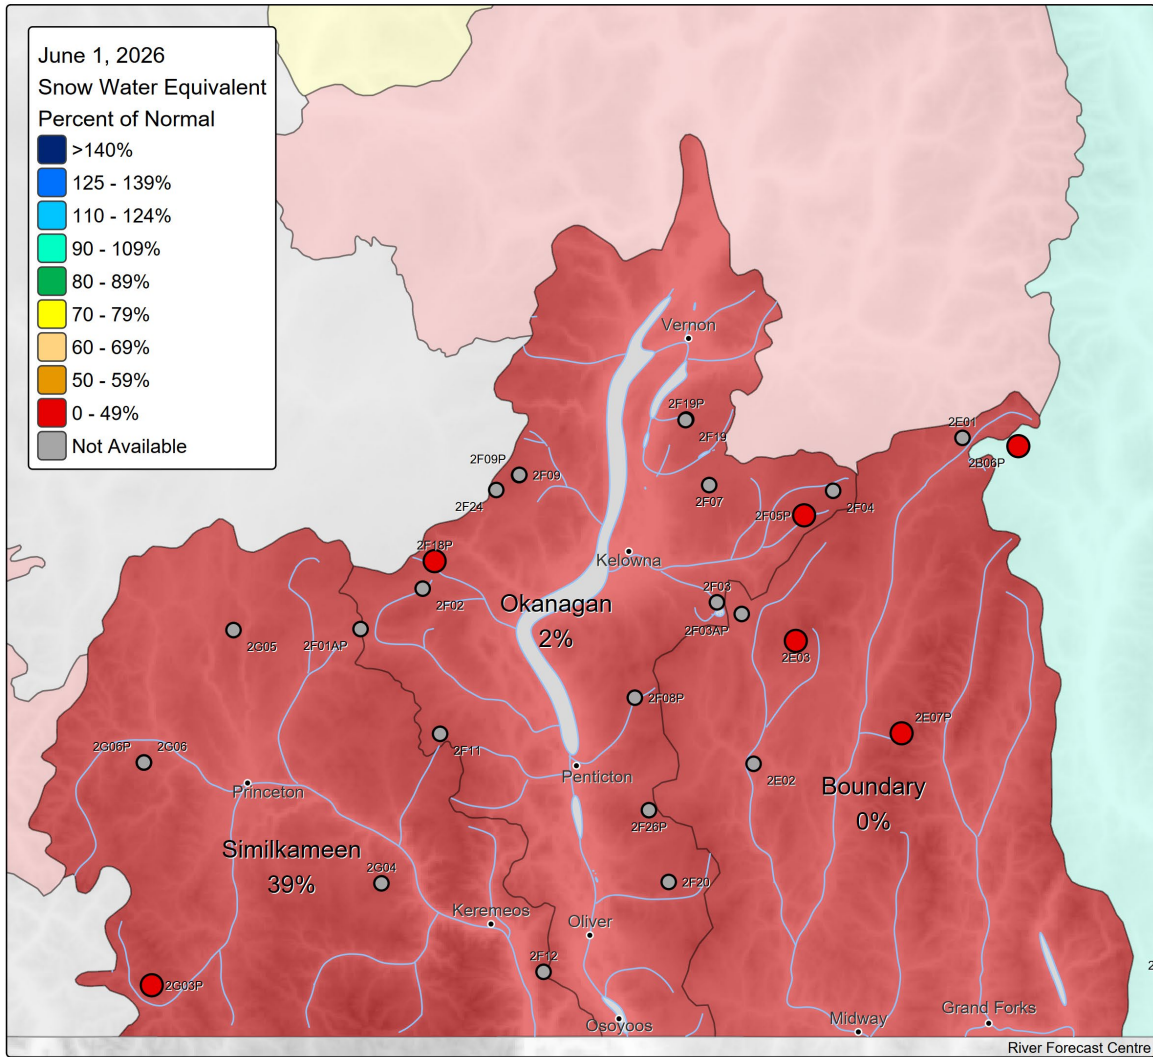 June 1, 2026
Snow Water Equivalent
Percent of Normal
>140%
125 - 139%
110 - 124%
90 - 109%
80 - 89%
70 - 79%
60 - 69%
50 - 59%
0 - 49%
Not Available
Vernon
2F19P
2F19
2E01
2B06P
2F09P
2F09
2F24
2F07
2F04
2F05P
2F18P
Kelowna
2F02
Okanagan
2%
2F03
2F03AP
2G05
2F01AP
2E03
2F08P
2E07P
2G06P
2G06
2F11
Penticton
2E02
Princeton
Boundary
0%
2F26P
Similkameen
39%
2G04
2F20
Keremeos
Oliver
2F12
2
2G03P
Osoyoos
Midway
Grand Forks
River Forecast Centre